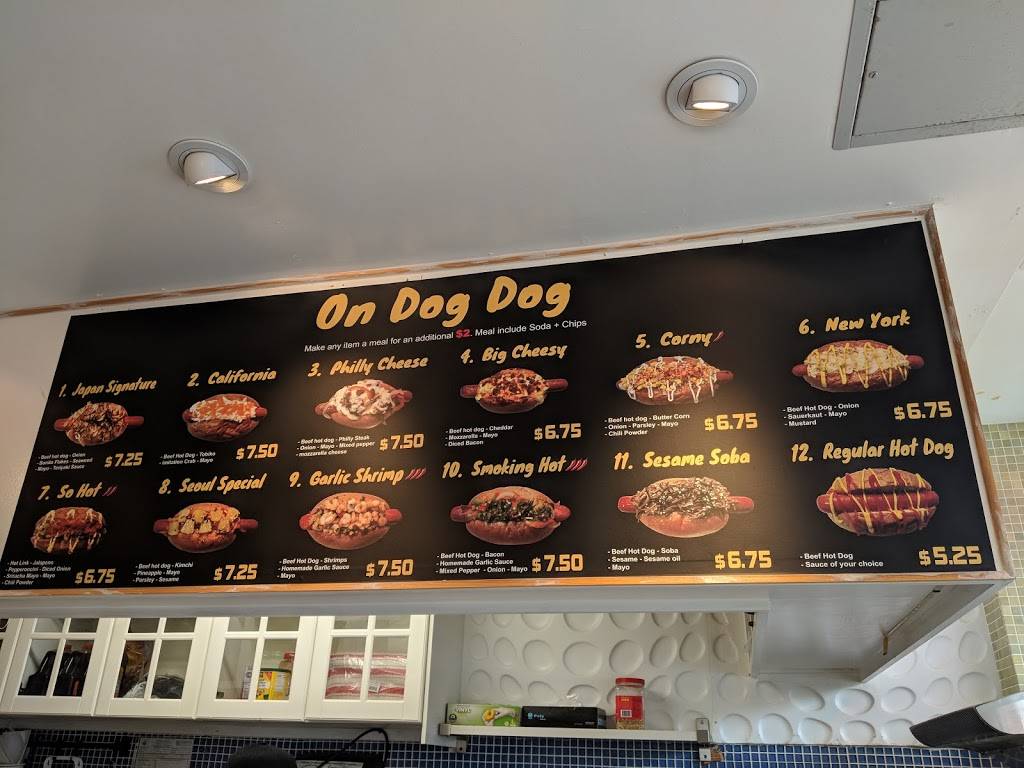 On Dog Dog
Make any item a meal for an additional $2. Meal include Soda + Chips
1. Japan Signature
- Beef hot dog - Onion
- Bonito Flakes - Seaweed
- Mayo - Teriyaki Sauce
$7.25
2. California
- Beef Hot Dog - Tobiko
- Imitation Crab - Mayo
$7.50
3. Philly Cheese
- Beef hot dog - Philly Steak
- Onion - Mayo - Mixed pepper
- mozzarella cheese
$7.50
4. Big Cheesy
- Beef hot dog - Cheddar
- Mozzarella - Mayo
- Diced Bacon
$6.75
5. Corny
- Beef hot dog - Butter Corn
- Onion - Parsley - Mayo
- Chili Powder
$6.75
6. New York
- Beef Hot Dog - Onion
- Sauerkaut - Mayo
- Mustard
$6.75
7. So Hot
- Hot Link - Jalapeno
- Diced Onion
- Sriracha Mayo - Mayo
- Chili Powder
$6.75
8. Seoul Special
- Beef hot dog - Kimchi
- Pineapple - Mayo
- Parsley - Sesame
$7.25
9. Garlic Shrimp
- Beef Hot Dog - Shrimps
- Homemade Garlic Sauce
- Mayo
$7.50
10. Smoking Hot
- Beef Hot Dog - Bacon
- Homemade Garlic Sauce
- Mixed Pepper - Onion - Mayo
$7.50
11. Sesame Soba
- Beef Hot Dog - Soba
- Sesame - Sesame oil
- Mayo
$6.75
12. Regular Hot Dog
- Beef Hot Dog
- Sauce of your choice
$5.25
VINYL